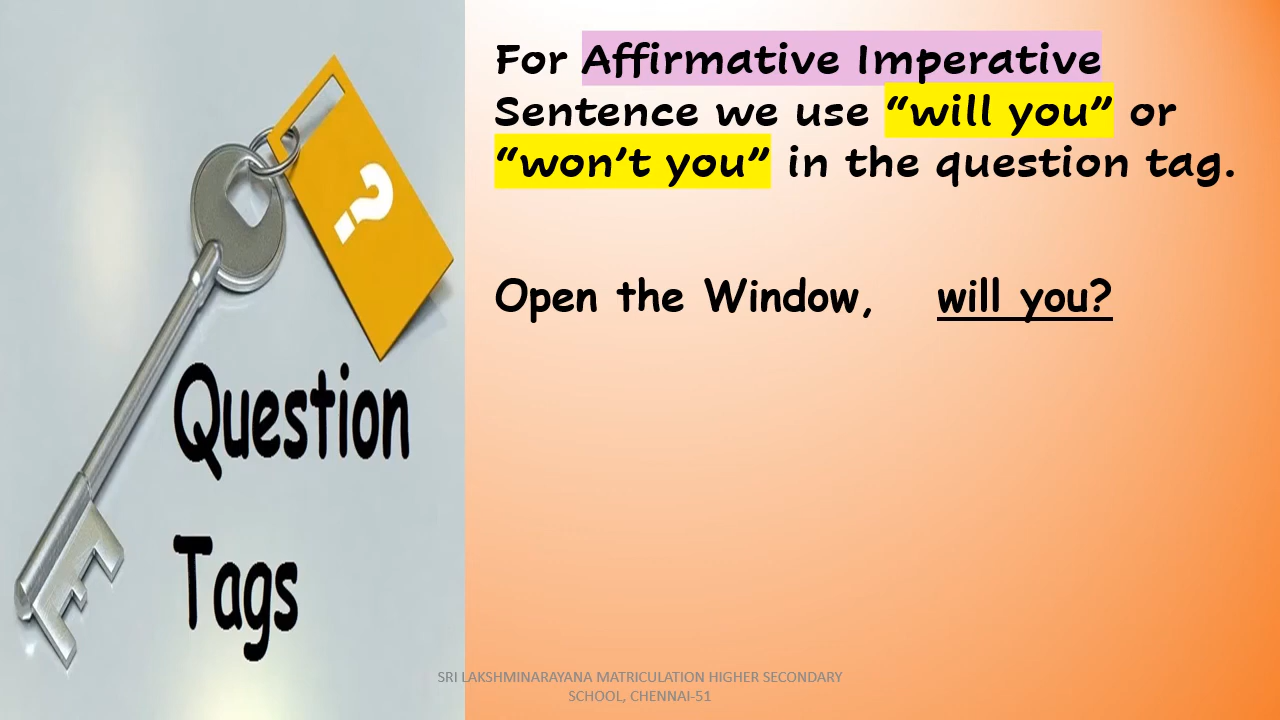 For Affirmative Imperative
Sentence we use “will you” or
“won’t you” in the question tag.
Open the Window, will you?
?
Question
Tags
SRI LAKSHMINARAYANA MATRICULATION HIGHER SECONDARY
SCHOOL, CHENNAI-51